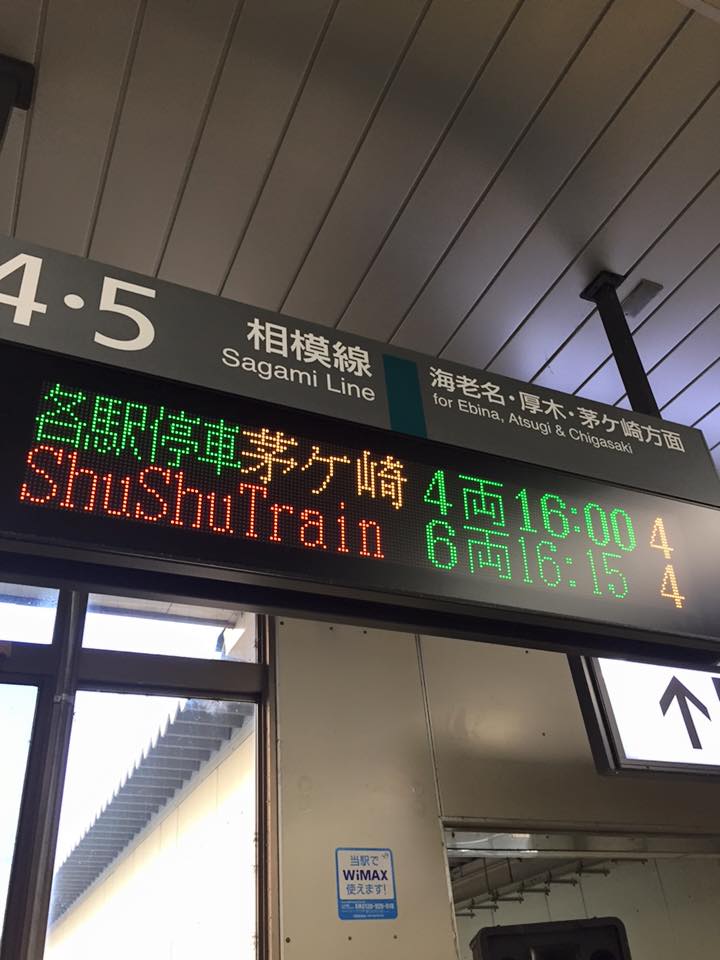 4・5
相模線
Sagami Line
海老名・厚木・茅ケ崎方面
for Ebina, Atsugi & Chigasaki
各駅停車 茅ケ崎 4両 16:00 4
ShuShuTrain 6両 16:15 4
当駅で
WiMAX
使えます!